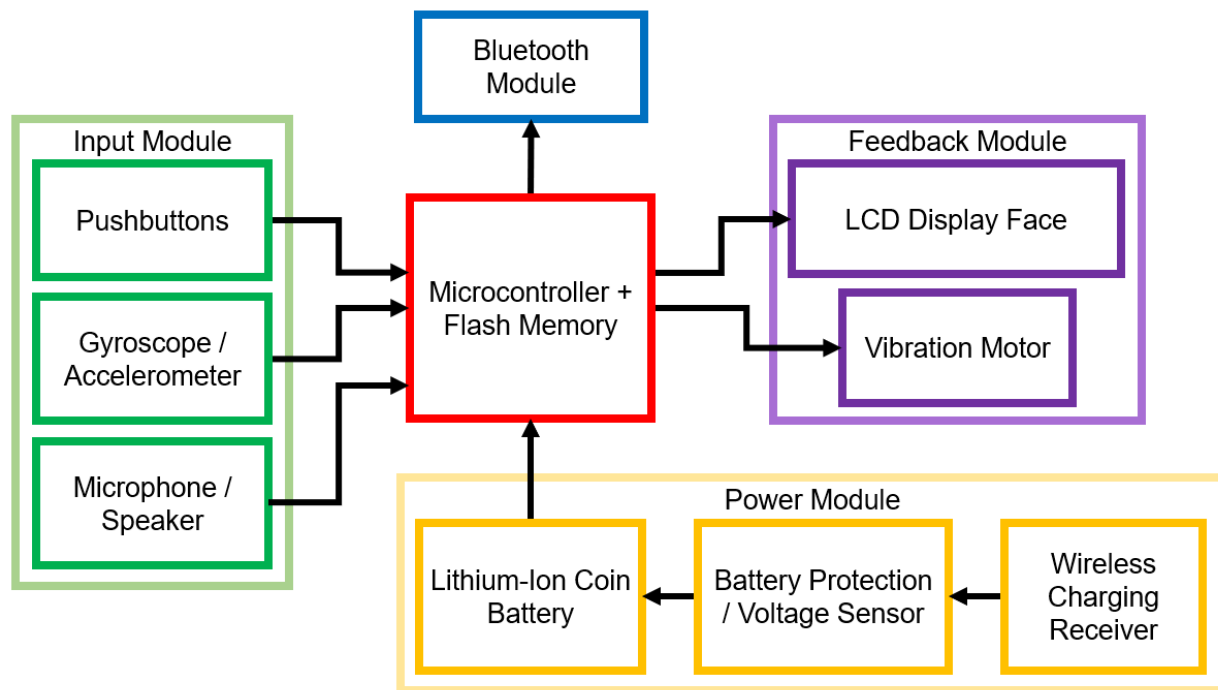 Bluetooth
Module
Input Module
Pushbuttons
Gyroscope /
Accelerometer
Microphone /
Speaker
Microcontroller +
Flash Memory
Feedback Module
LCD Display Face
Vibration Motor
Power Module
Lithium-Ion Coin
Battery
Battery Protection
/ Voltage Sensor
Wireless
Charging
Receiver